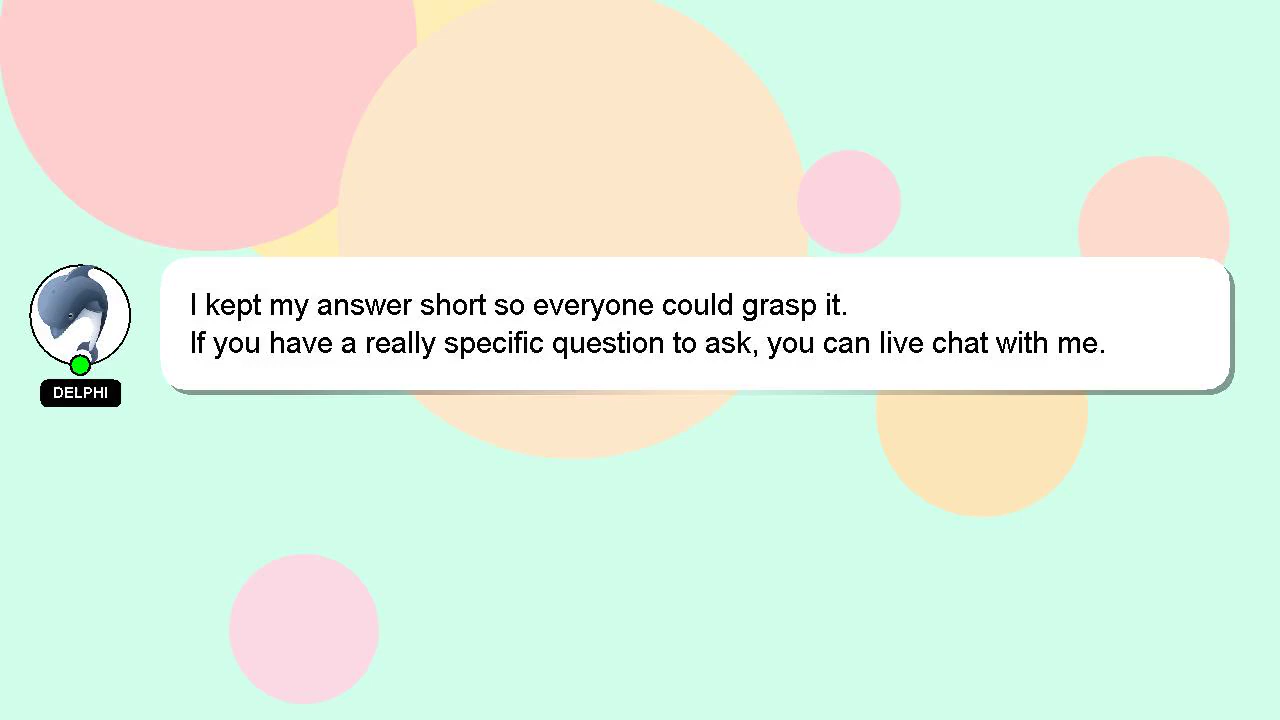 I kept my answer short so everyone could grasp it.
If you have a really specific question to ask, you can live chat with me.
DELPHI